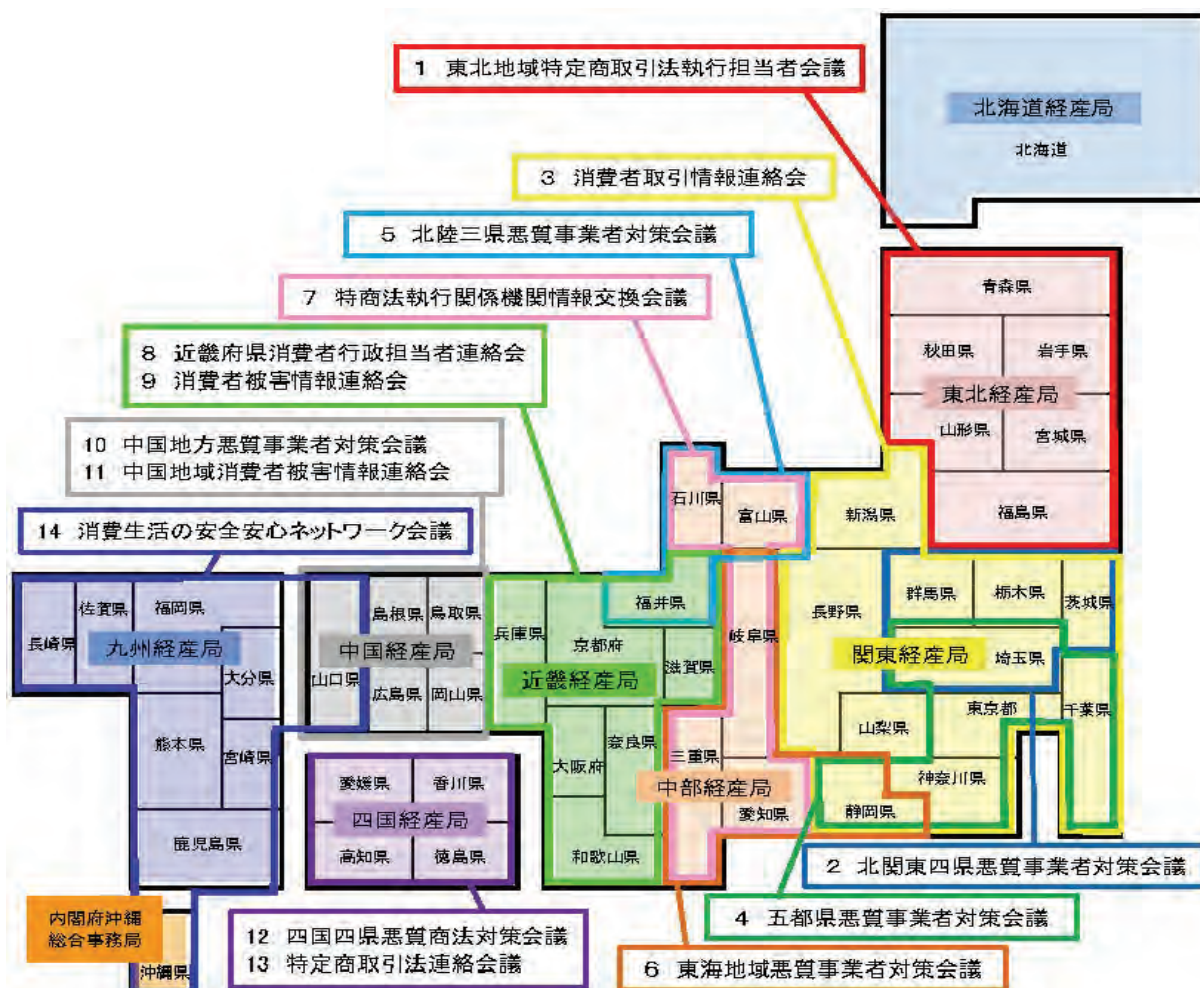 1 東北地域特定商取引法執行担当者会議
北海道経産局
北海道
3 消費者取引情報連絡会
5 北陸三県悪質事業者対策会議
7 特商法執行関係機関情報交換会議
8 近畿府県消費者行政担当者連絡会
9 消費者被害情報連絡会
10 中国地方悪質事業者対策会議
11 中国地域消費者被害情報連絡会
14 消費生活の安全安心ネットワーク会議
青森県
秋田県
岩手県
東北経産局
山形県
宮城県
福島県
石川県
富山県
新潟県
群馬県
栃木県
茨城県
長野県
関東経産局
埼玉県
山梨県
東京都
千葉県
神奈川県
静岡県
福井県
岐阜県
兵庫県
京都府
滋賀県
近畿経産局
奈良県
大阪府
和歌山県
三重県
中部経産局
愛知県
島根県
鳥取県
中国経産局
山口県
広島県
岡山県
長崎県
佐賀県
福岡県
九州経産局
大分県
熊本県
宮崎県
鹿児島県
愛媛県
香川県
四国経産局
高知県
徳島県
内閣府沖縄
総合事務局
沖縄県
2 北関東四県悪質事業者対策会議
4 五都県悪質事業者対策会議
12 四国四県悪質商法対策会議
13 特定商取引法連絡会議
6 東海地域悪質事業者対策会議